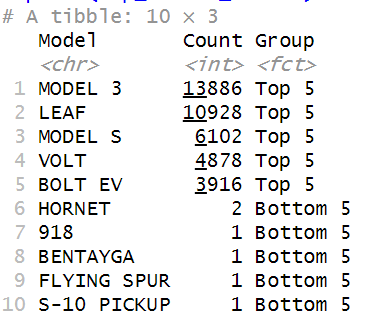 # A tibble: 10 × 3
Model Count Group
<chr> <int> <fct>
1 MODEL 3 13886 Top 5
2 LEAF 10928 Top 5
3 MODEL S 6102 Top 5
4 VOLT 4878 Top 5
5 BOLT EV 3916 Top 5
6 HORNET 2 Bottom 5
7 918 1 Bottom 5
8 BENTAYGA 1 Bottom 5
9 FLYING SPUR 1 Bottom 5
10 S-10 PICKUP 1 Bottom 5